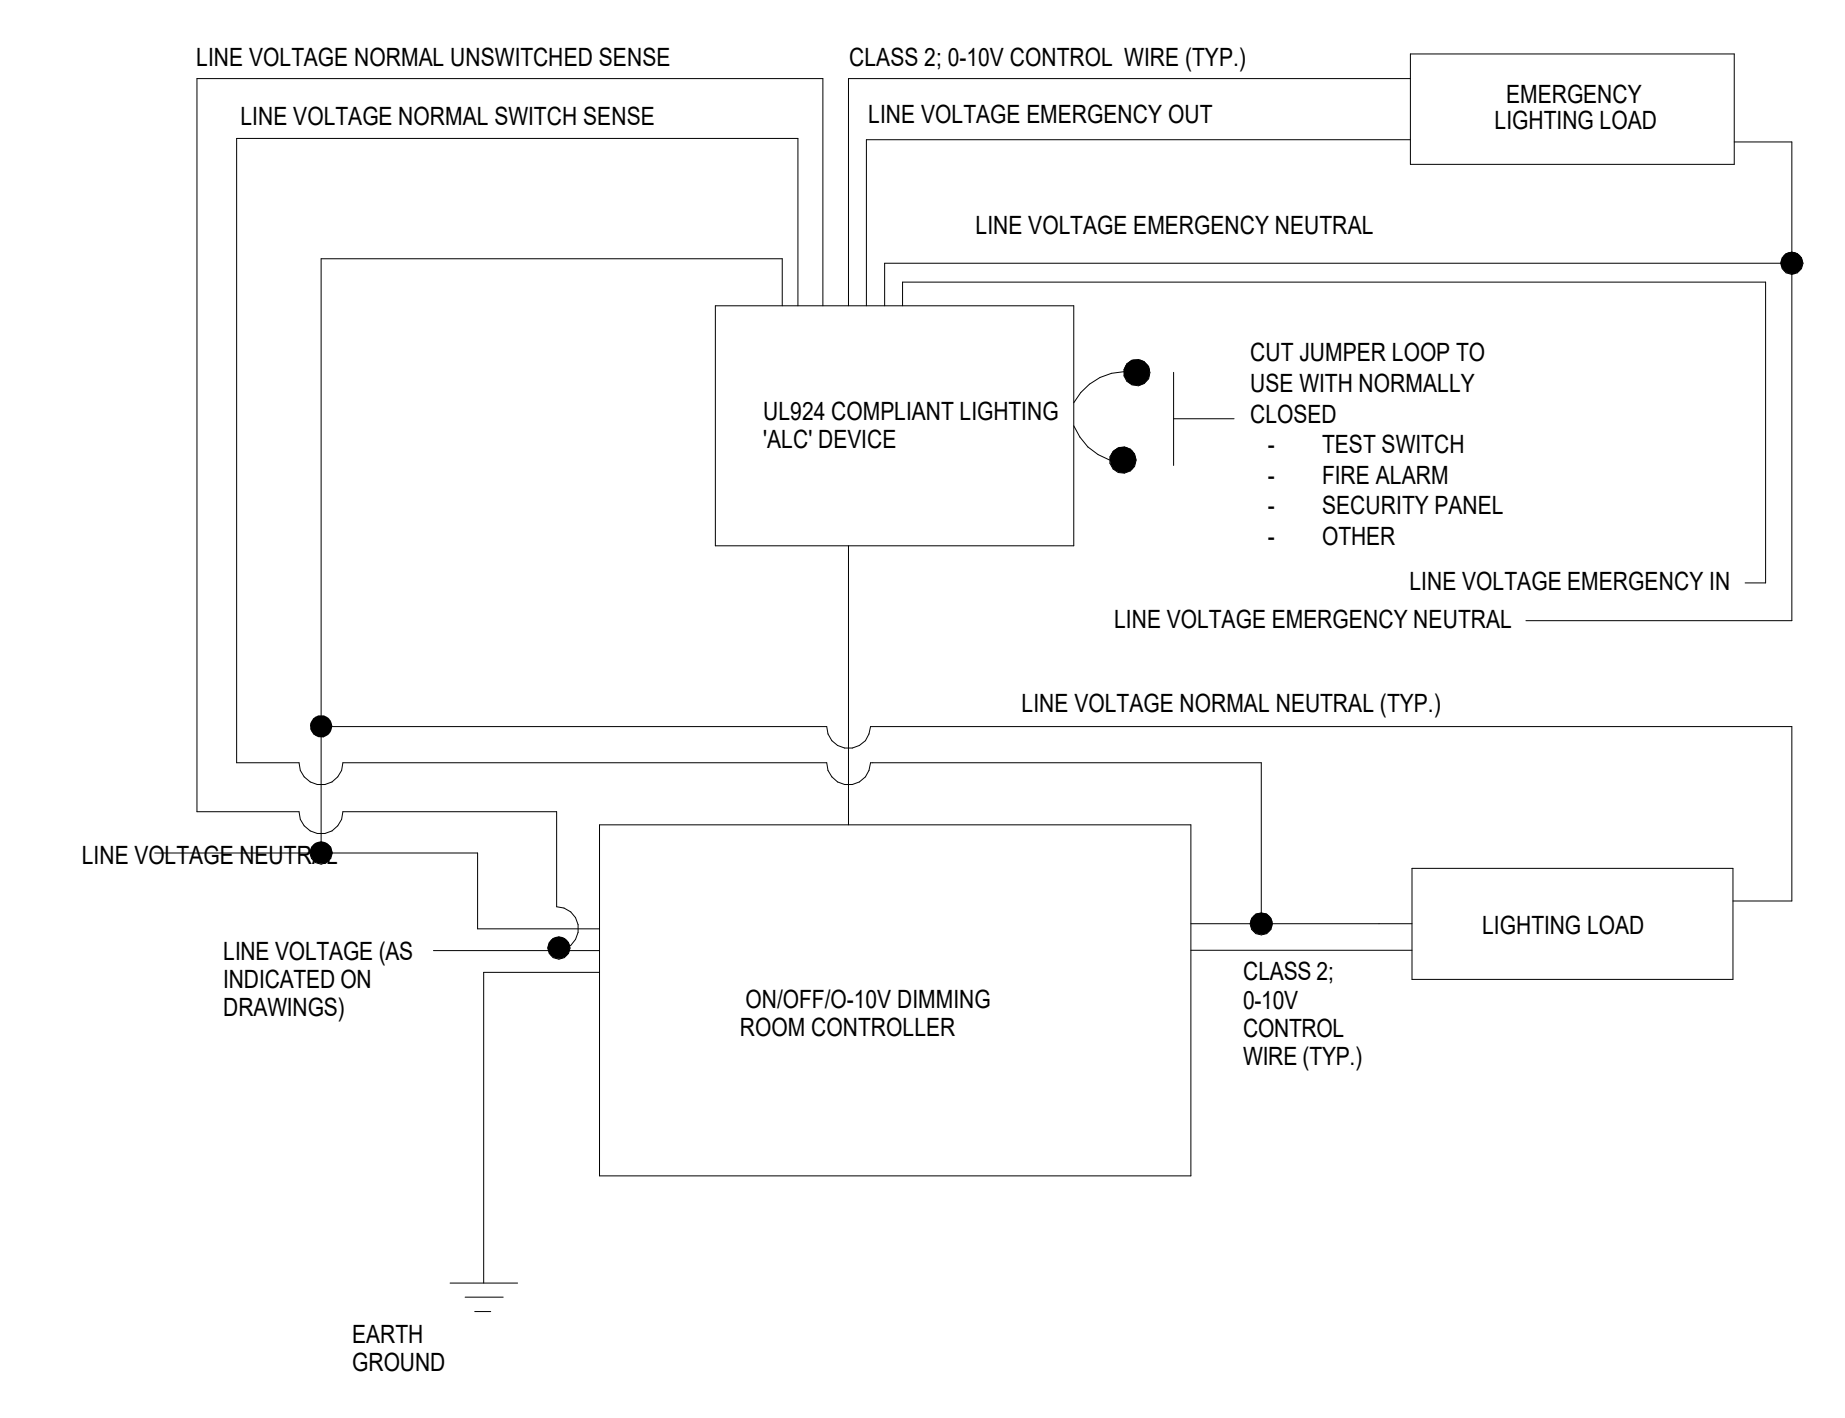 LINE VOLTAGE NORMAL UNSWITCHED SENSE
CLASS 2; 0-10V CONTROL WIRE (TYP.)
EMERGENCY
LIGHTING LOAD
LINE VOLTAGE NORMAL SWITCH SENSE
LINE VOLTAGE EMERGENCY OUT
LINE VOLTAGE EMERGENCY NEUTRAL
UL924 COMPLIANT LIGHTING
'ALC' DEVICE
CUT JUMPER LOOP TO
USE WITH NORMALLY
CLOSED
- TEST SWITCH
- FIRE ALARM
- SECURITY PANEL
- OTHER
LINE VOLTAGE EMERGENCY IN
LINE VOLTAGE EMERGENCY NEUTRAL
LINE VOLTAGE NORMAL NEUTRAL (TYP.)
LINE VOLTAGE NEUTRAL
LINE VOLTAGE (AS
INDICATED ON
DRAWINGS)
ON/OFF/O-10V DIMMING
ROOM CONTROLLER
LIGHTING LOAD
CLASS 2;
0-10V
CONTROL
WIRE (TYP.)
EARTH
GROUND